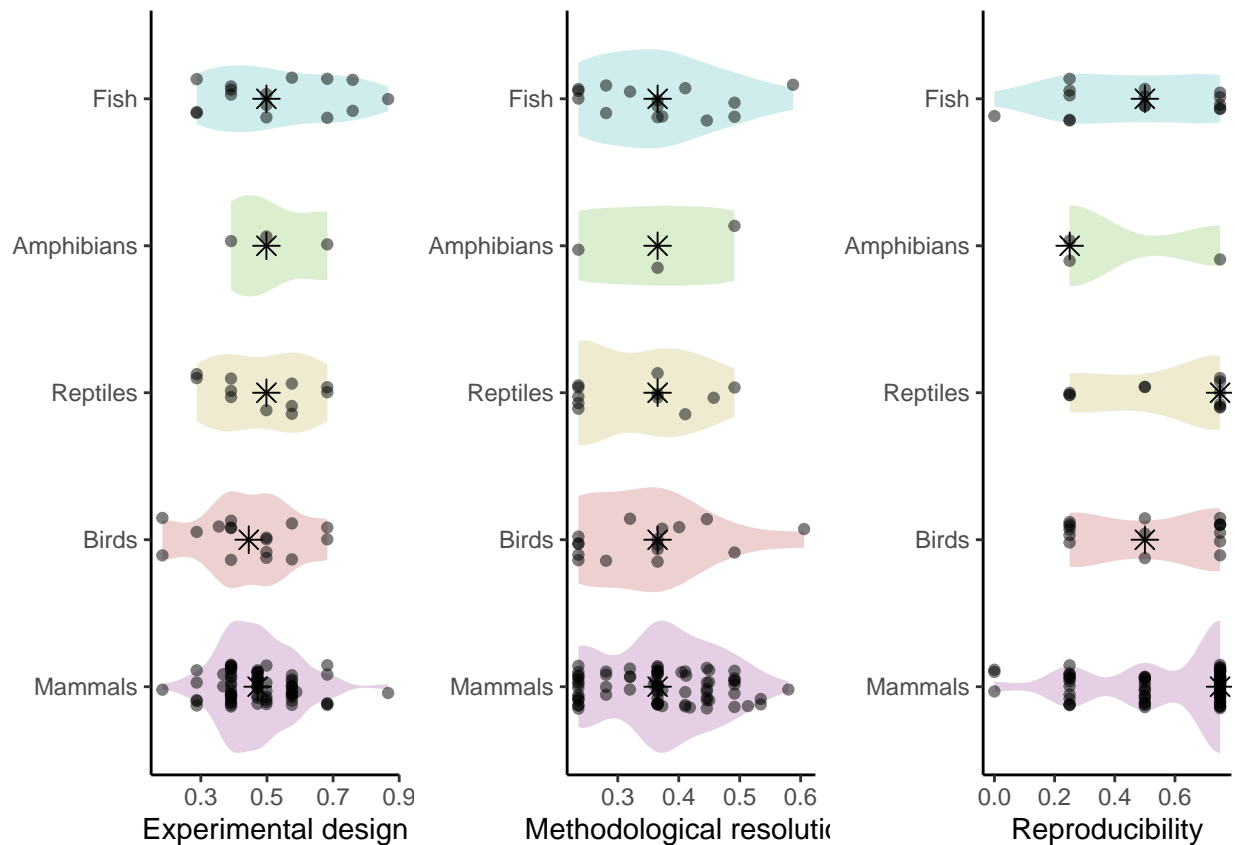 Fish
Amphibians
Reptiles
Birds
Mammals
0.3 0.5 0.7 0.9
Experimental design
Fish
Amphibians
Reptiles
Birds
Mammals
0.3 0.4 0.5 0.6
Methodological resolutio
Fish
Amphibians
Reptiles
Birds
Mammals
0.0 0.2 0.4 0.6
Reproducibility